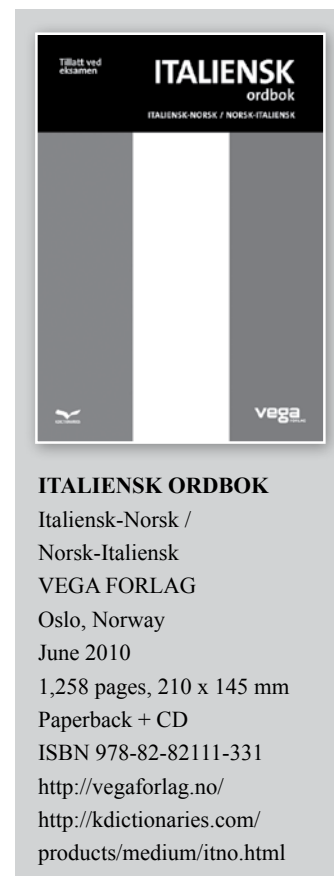 Tillatt ved
eksamen
ITALIENSK
ordbok
ITALIENSK-NORSK / NORSK-ITALIENSK
vega
ITALIENSK ORDBOK
Italiensk-Norsk /
Norsk-Italiensk
VEGA FORLAG
Oslo, Norway
June 2010
1,258 pages, 210 x 145 mm
Paperback + CD
ISBN 978-82-82111-331
http://vegaforlag.no/
http://kdictionaries.com/
products/medium/itno.html